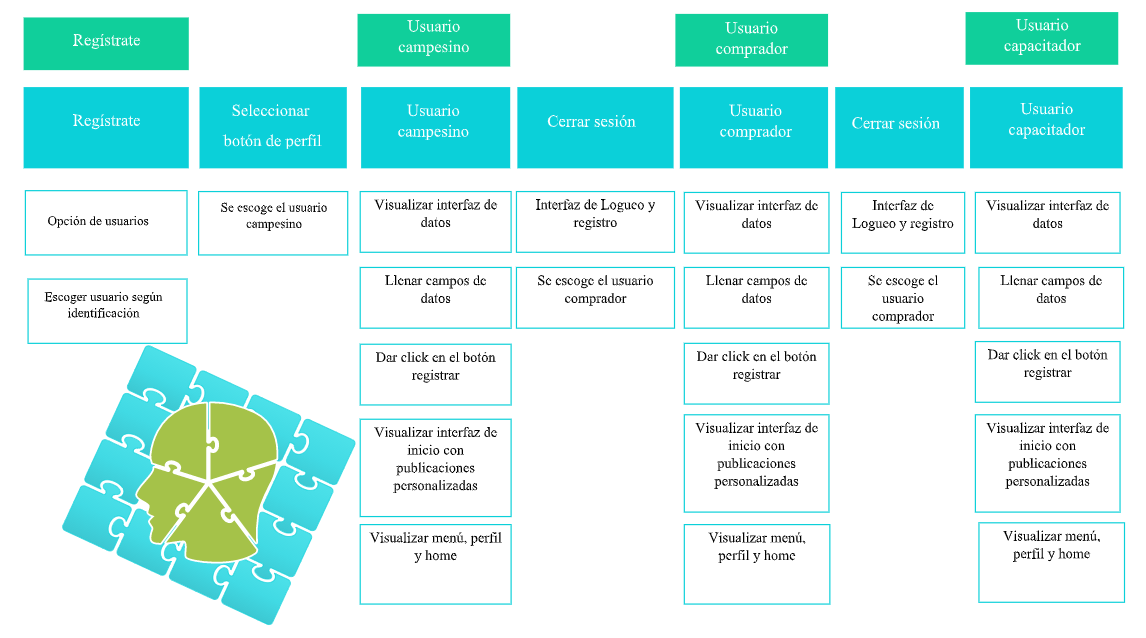 Regístrate
Usuario
campesino
Usuario
comprador
Usuario
capacitador
Regístrate
Seleccionar
botón de perfil
Usuario
campesino
Cerrar sesión
Usuario
comprador
Cerrar sesión
Usuario
capacitador
Opción de usuarios
Se escoge el usuario
campesino
Visualizar interfaz de
datos
Interfaz de Logueo y
registro
Visualizar interfaz de
datos
Interfaz de
Logueo y registro
Visualizar interfaz de
datos
Escoger usuario según
identificación
Llenar campos de
datos
Se escoge el usuario
comprador
Llenar campos de
datos
Se escoge el
usuario
comprador
Llenar campos de
datos
Dar click en el botón
registrar
Dar click en el botón
registrar
Dar click en el botón
registrar
Visualizar interfaz de
inicio con
publicaciones
personalizadas
Visualizar interfaz de
inicio con
publicaciones
personalizadas
Visualizar interfaz de
inicio con
publicaciones
personalizadas
Visualizar menú, perfil
y home
Visualizar menú,
perfil y home
Visualizar menú,
perfil y home